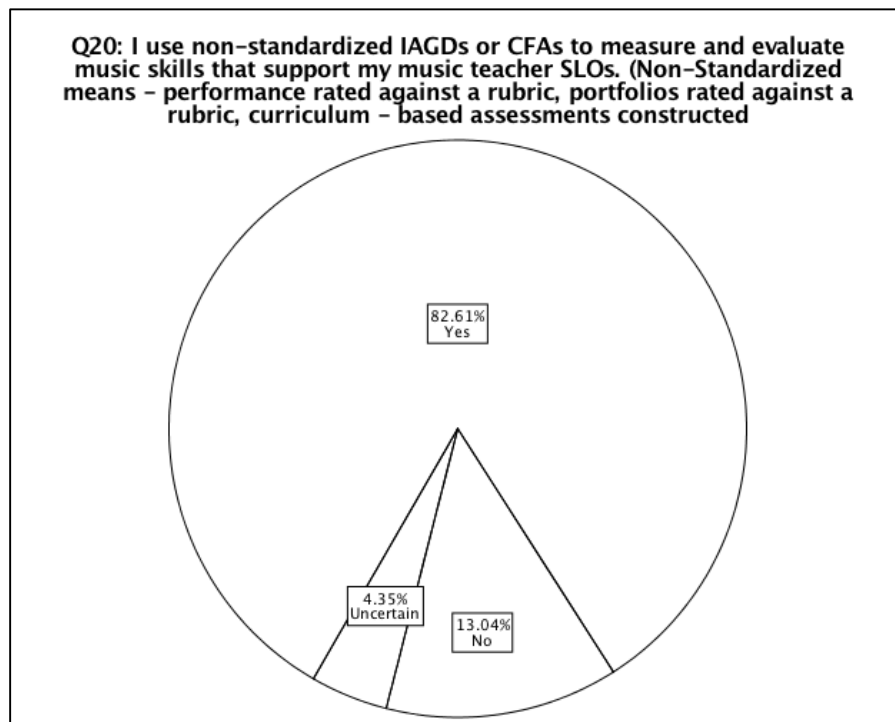 Q20: I use non-standardized IAGDs or CFAs to measure and evaluate
music skills that support my music teacher SLOs. (Non-Standardized
means - performance rated against a rubric, portfolios rated against a
rubric, curriculum - based assessments constructed
82.61%
Yes
4.35%
Uncertain
13.04%
No